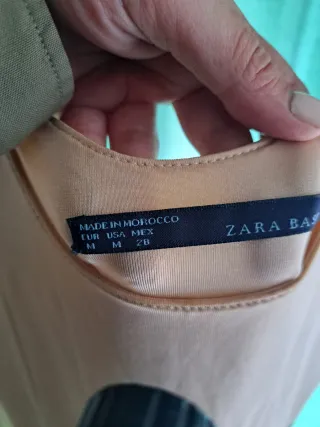 MADE IN MOROCCO
EUR USA MEX
M M 28
ZARA BAS